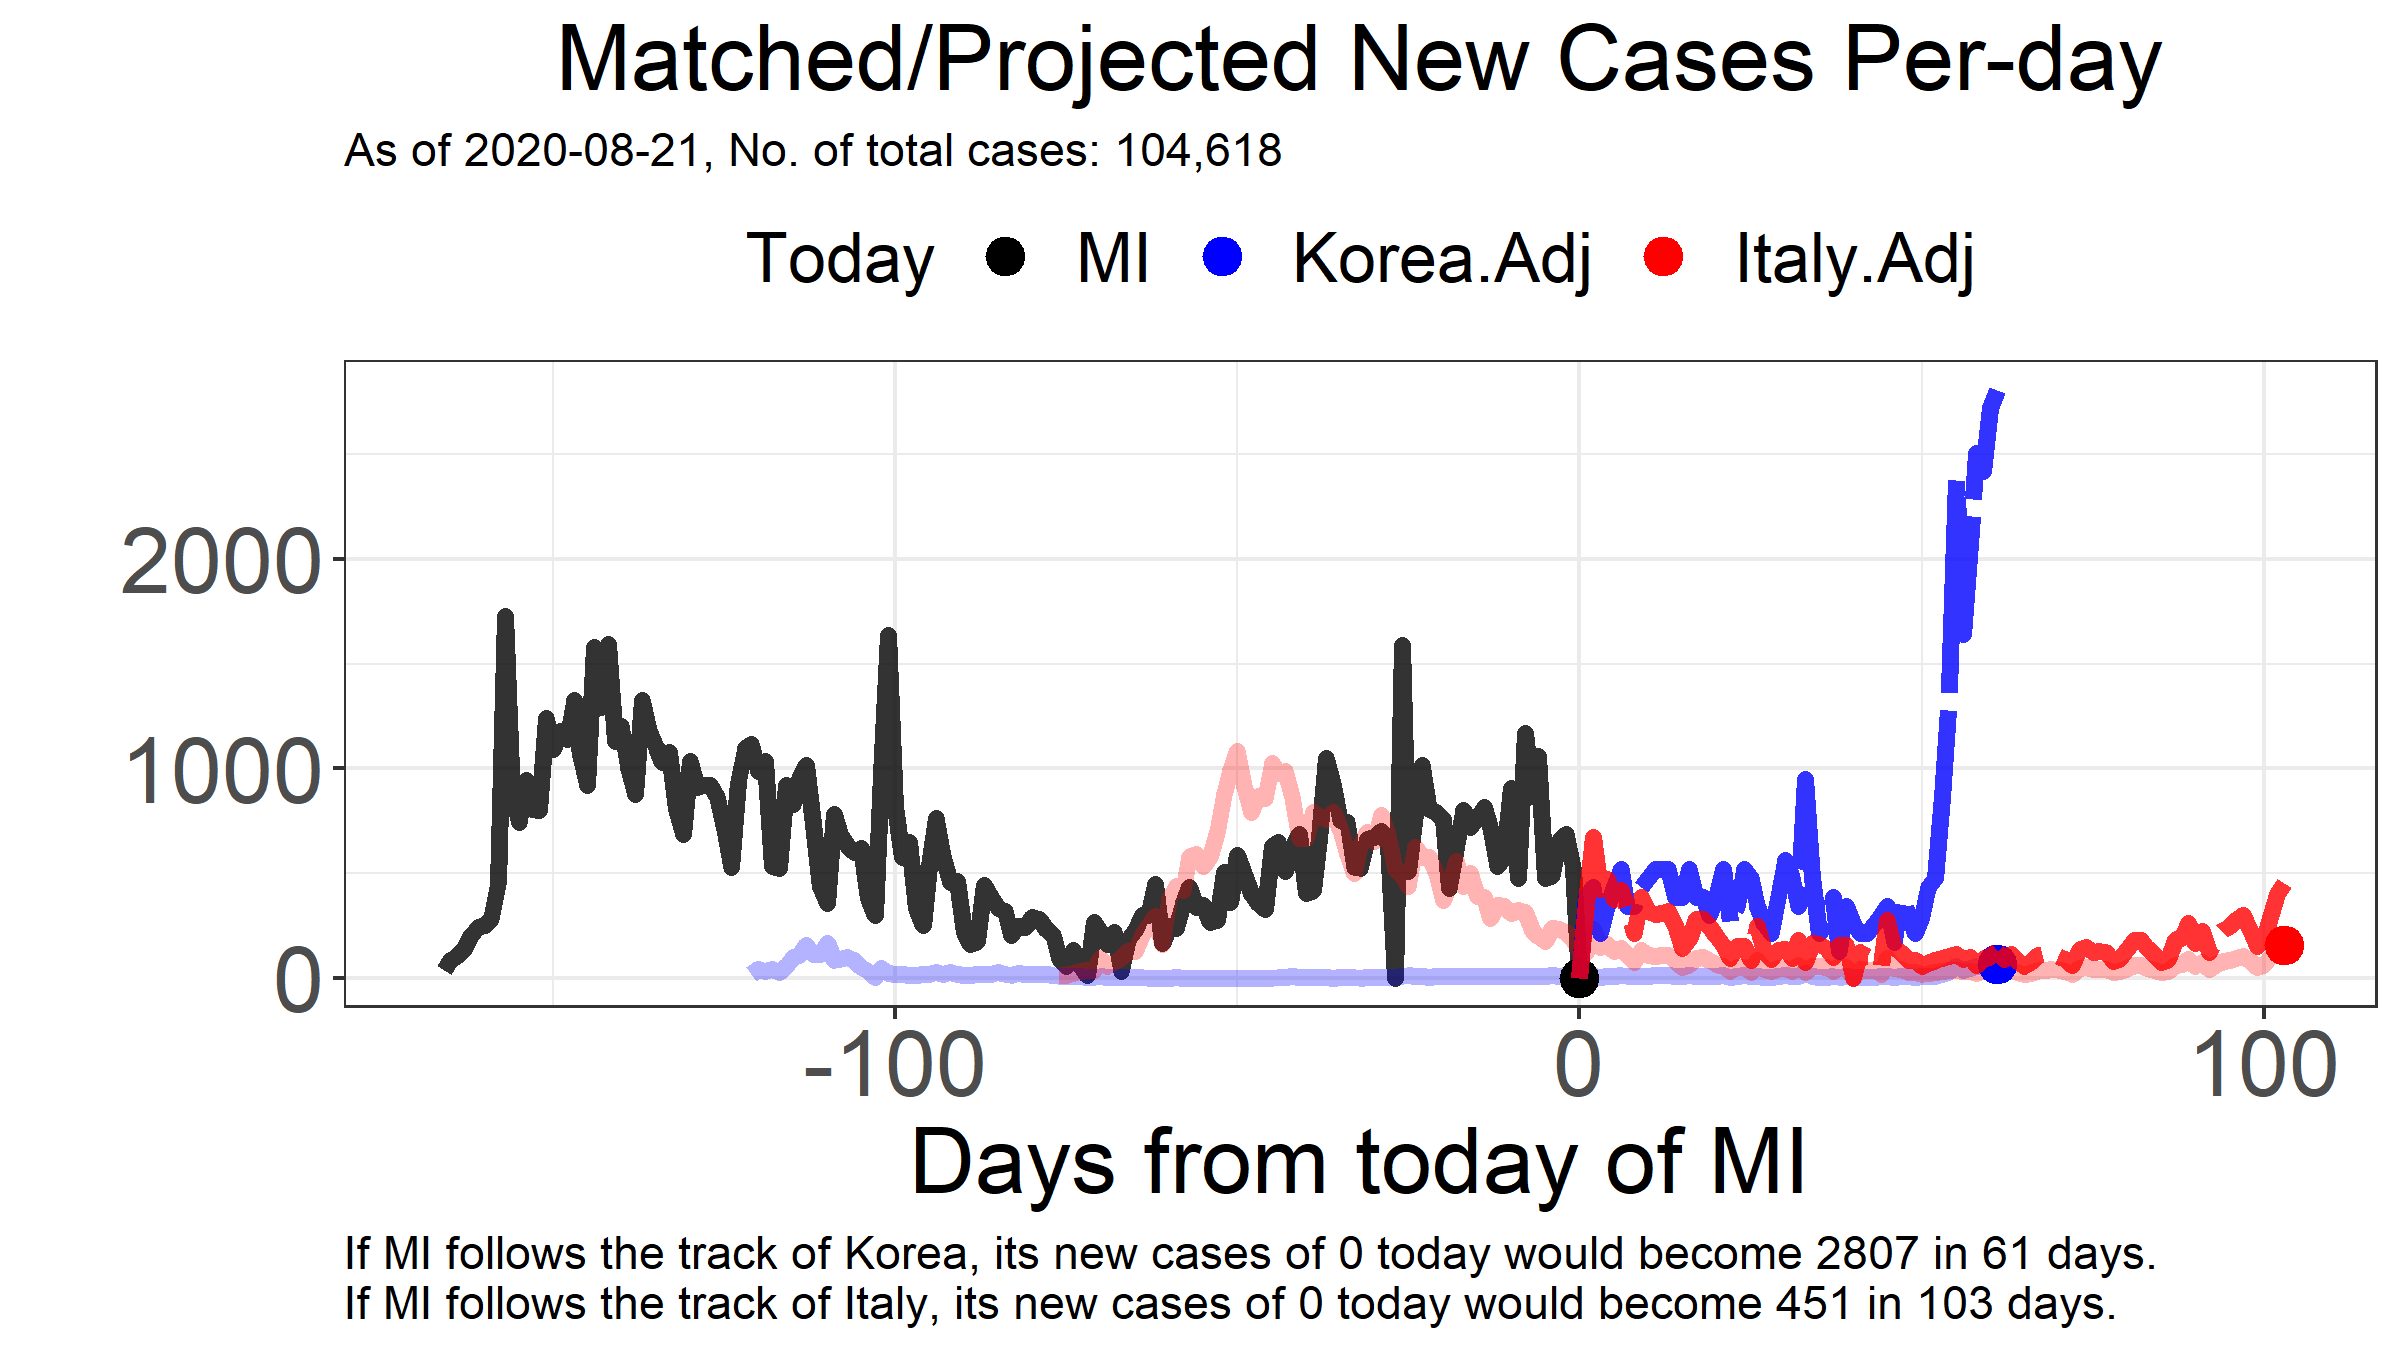 Matched/Projected New Cases Per-day
As of 2020-08-21, No. of total cases: 104,618
Today MI Korea.Adj Italy.Adj
2000
1000
0
-100 0 100
Days from today of MI
If MI follows the track of Korea, its new cases of 0 today would become 2807 in 61 days.
If MI follows the track of Italy, its new cases of 0 today would become 451 in 103 days.